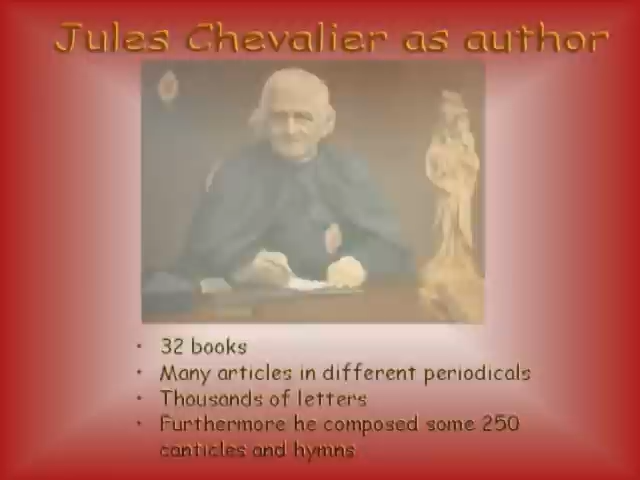 Jules Chevalier as author
• 32 books
• Many articles in different periodicals
• Thousands of letters
• Furthermore he composed some 250
canticles and hymns